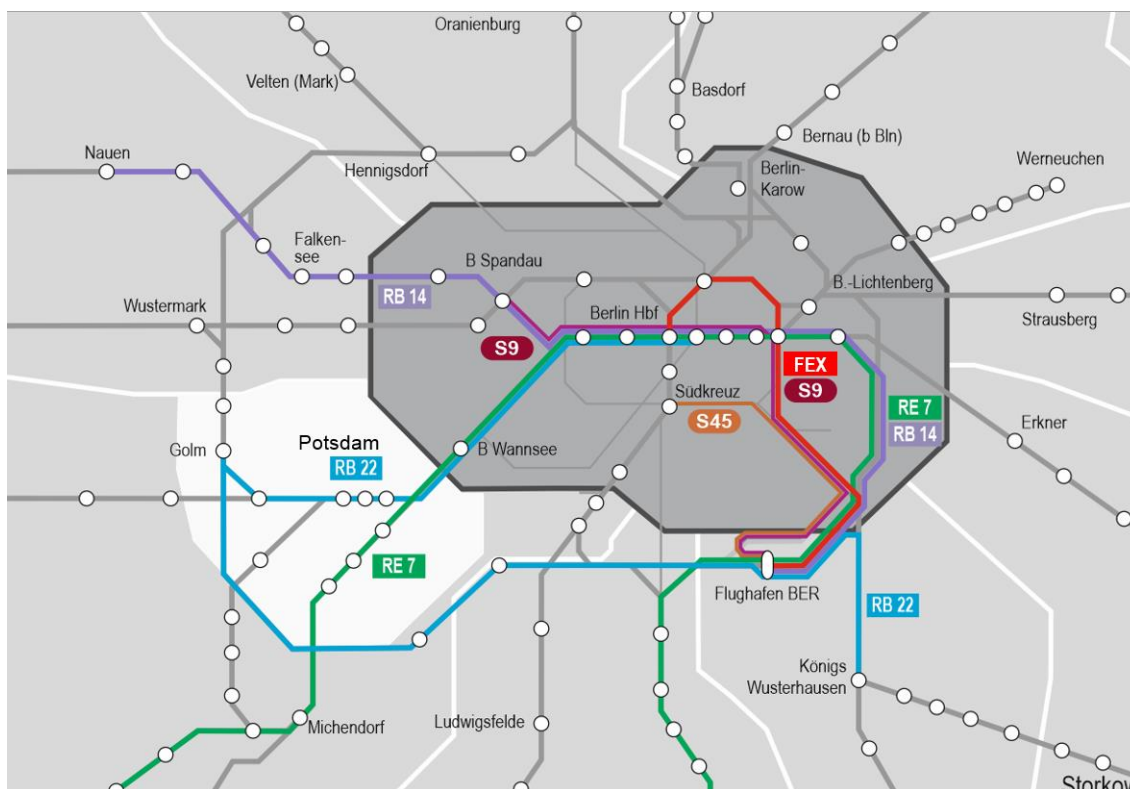 Oranienburg
Velten (Mark)
Basdorf
Bernau (b Bln)
Nauen
Hennigsdorf
Werneuchen
Berlin-
Karow
Falken-
see
B Spandau
RB 14
Wustermark
Berlin Hbf
B.-Lichtenberg
Strausberg
S9
FEX
S9
Südkreuz
S45
RE 7
RB 14
Erkner
Golm
Potsdam
RB 22
B Wannsee
RE 7
Flughafen BER
RB 22
Königs
Wusterhausen
Michendorf
Ludwigsfelde